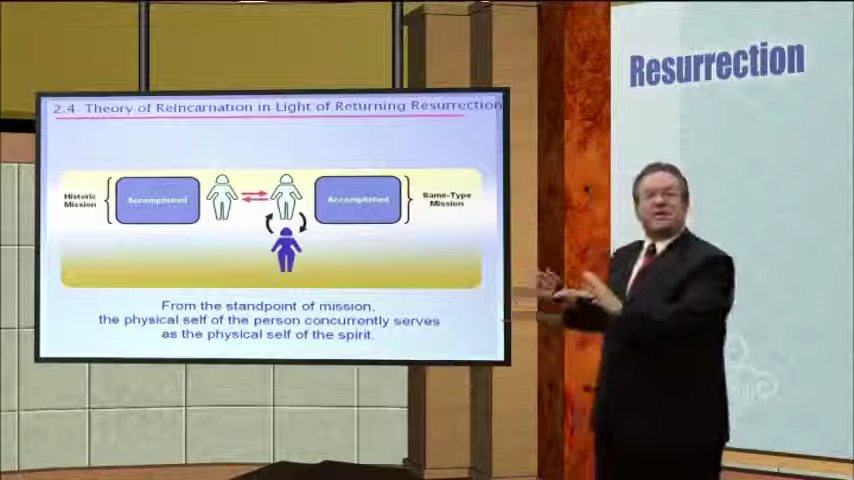 Resurrection
2.4 Theory of Reincarnation in Light of Returning Resurrection
Historic
Mission
Accomplished
Accomplished
Same-Type
Mission
From the standpoint of mission,
the physical self of the person concurrently serves
as the physical self of the spirit.